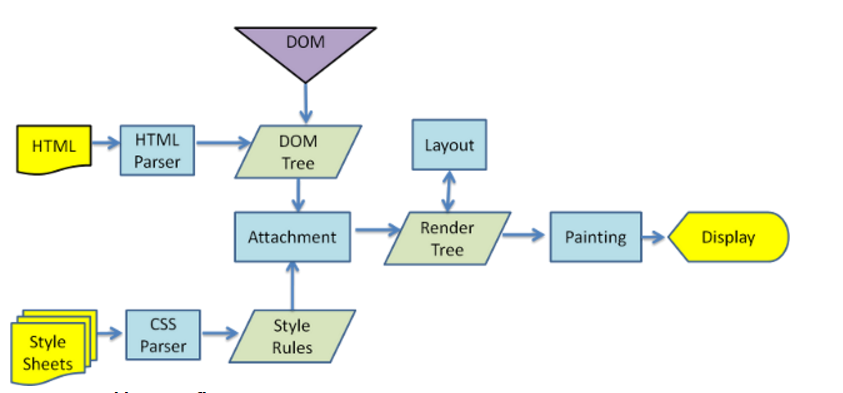 DOM
HTML
HTML
Parser
DOM
Tree
Layout
Attachment
Render
Tree
Painting
Display
Style
Sheets
CSS
Parser
Style
Rules